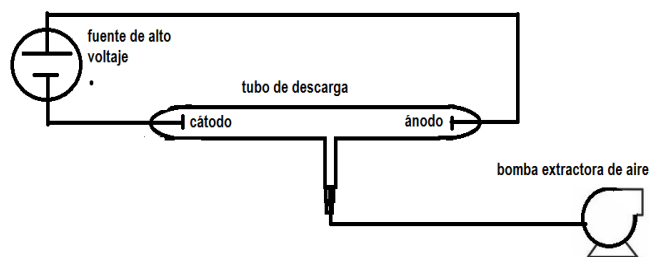 fuente de alto
voltaje
tubo de descarga
cátodo
ánodo
bomba extractora de aire